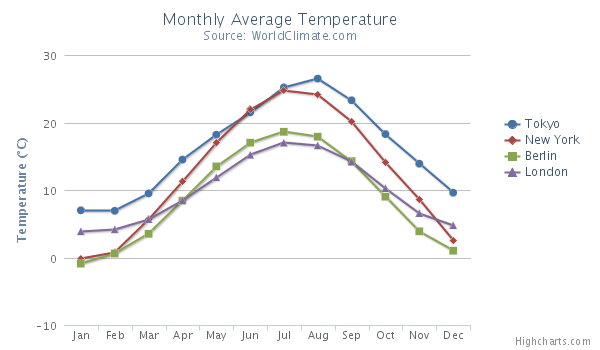 Monthly Average Temperature
Source: WorldClimate.com
Temperature (°C)
30
20
10
0
-10
Jan Feb Mar Apr May Jun Jul Aug Sep Oct Nov Dec
Tokyo
New York
Berlin
London
Highcharts.com